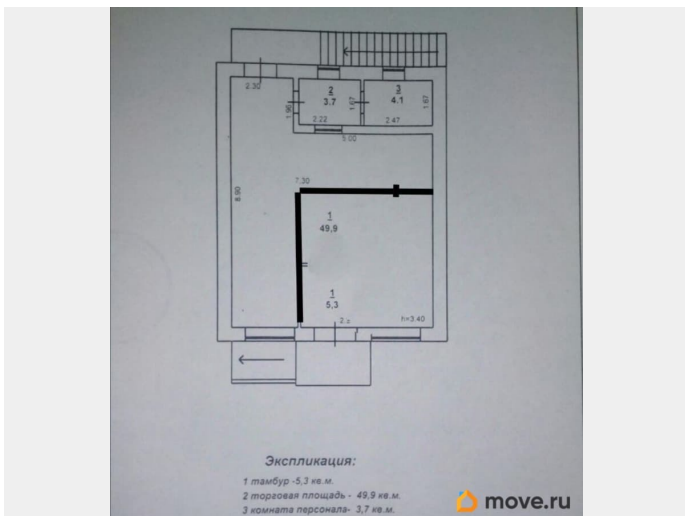 2.30
2
3.7
3
4.1
1.95
1.67
1.67
2.22
2.47
5.00
7.30
8.90
1
49,9
1
5,3
h=3.40
Экспликация:
1 тамбур -5,3 кв.м.
2 торговая площадь - 49,9 кв.м.
3 комната персонала- 3,7 кв.м.
move.ru